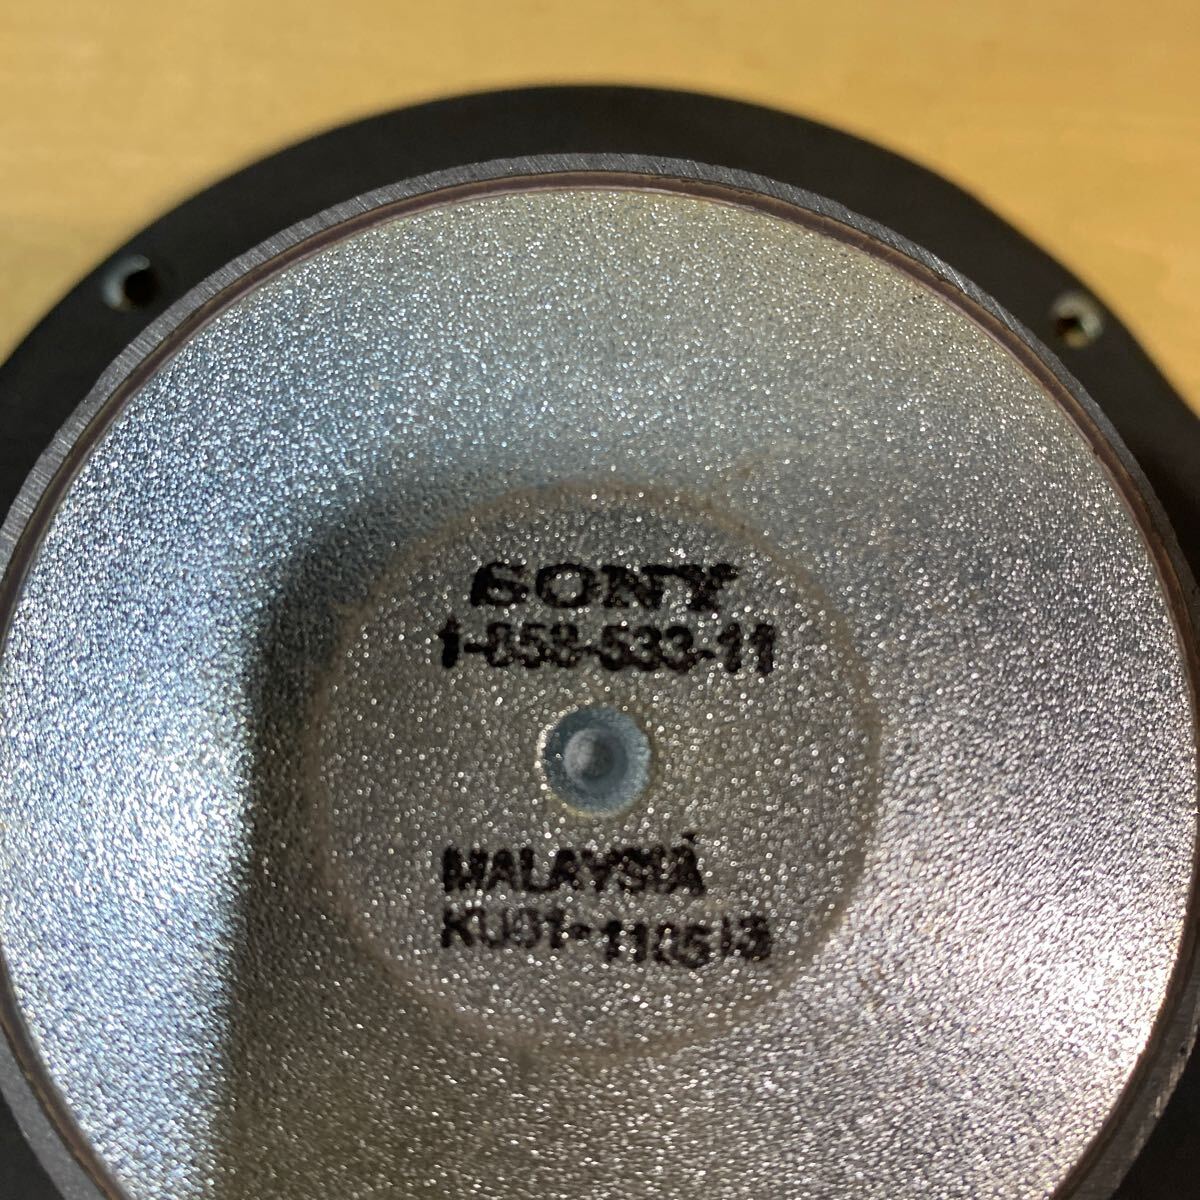 SONY
1-858-533-11
MALAYSIA
KU01-110513